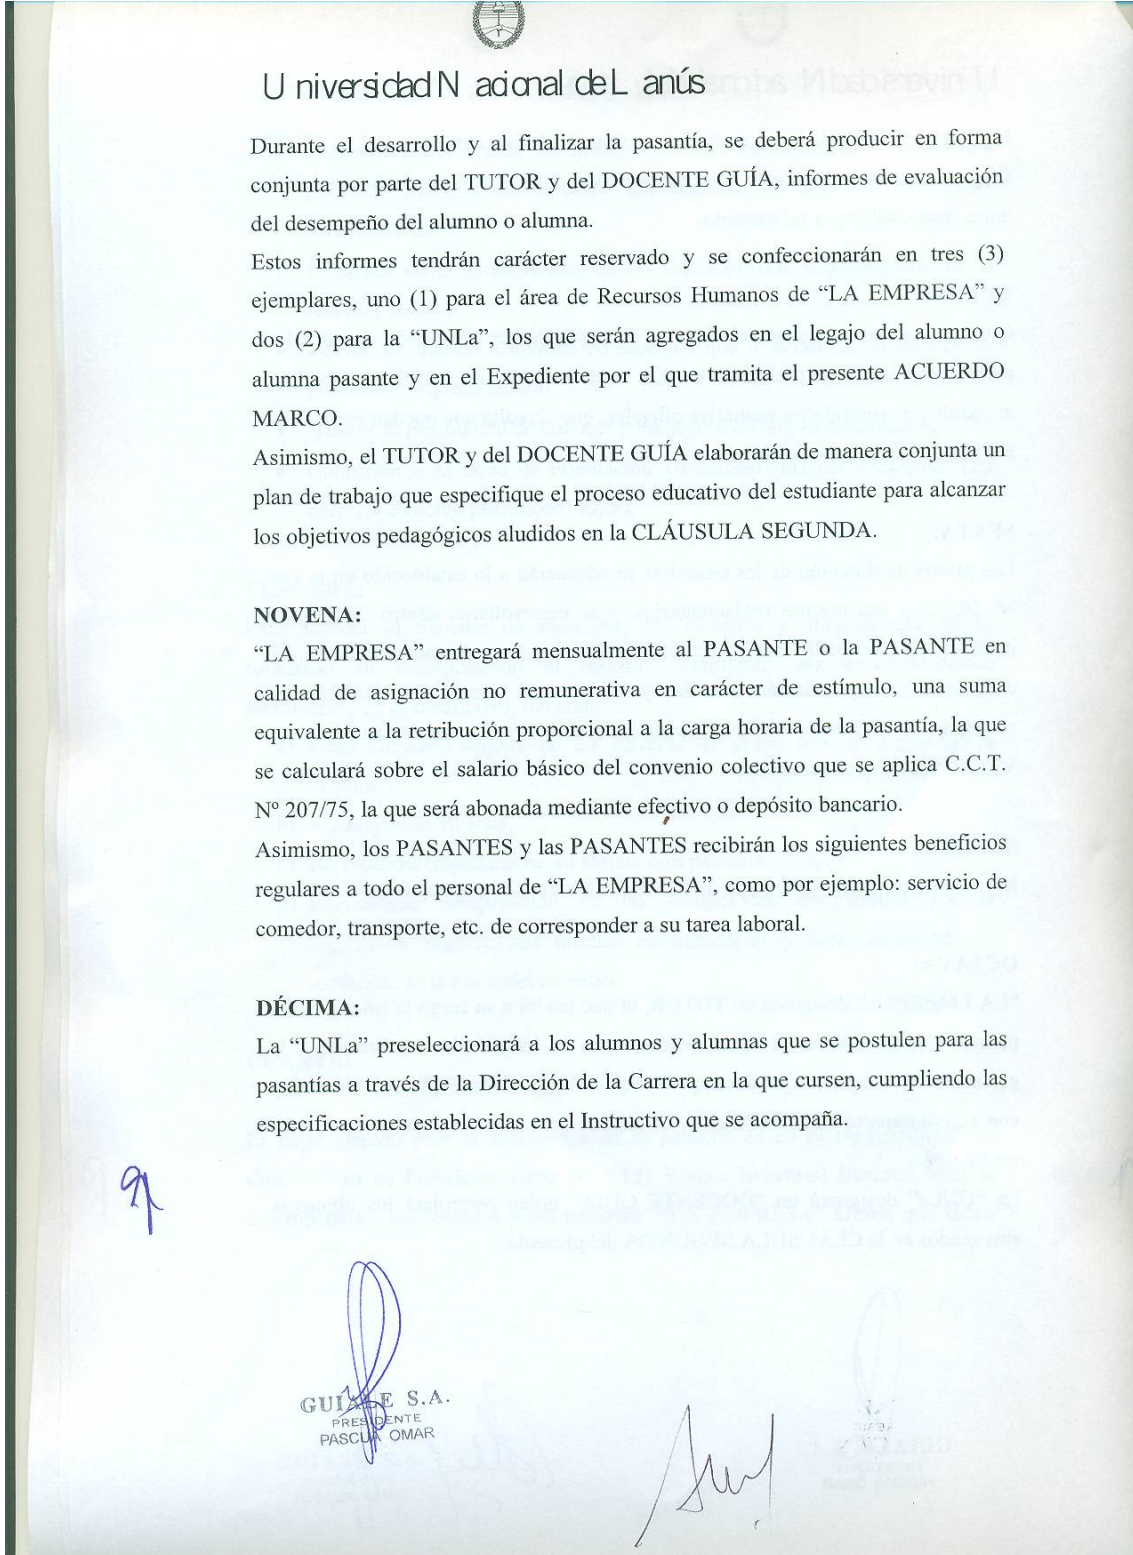 Universidad Nacional de Lanús
Durante el desarrollo y al finalizar la pasantía, se deberá producir en forma
conjunta por parte del TUTOR y del DOCENTE GUÍA, informes de evaluación
del desempeño del alumno o alumna.
Estos informes tendrán carácter reservado y se confeccionarán en tres (3)
ejemplares, uno (1) para el área de Recursos Humanos de “LA EMPRESA” y
dos (2) para la “UNLa”, los que serán agregados en el legajo del alumno o
alumna pasante y en el Expediente por el que tramita el presente ACUERDO
MARCO.
Asimismo, el TUTOR y del DOCENTE GUÍA elaborarán de manera conjunta un
plan de trabajo que especifique el proceso educativo del estudiante para alcanzar
los objetivos pedagógicos aludidos en la CLÁUSULA SEGUNDA.
NOVENA:
“LA EMPRESA” entregará mensualmente al PASANTE o la PASANTE en
calidad de asignación no remunerativa en carácter de estímulo, una suma
equivalente a la retribución proporcional a la carga horaria de la pasantía, la que
se calculará sobre el salario básico del convenio colectivo que se aplica C.C.T.
Nº 207/75, la que será abonada mediante efectivo o depósito bancario.
Asimismo, los PASANTES y las PASANTES recibirán los siguientes beneficios
regulares a todo el personal de “LA EMPRESA”, como por ejemplo: servicio de
comedor, transporte, etc. de corresponder a su tarea laboral.
DÉCIMA:
La “UNLa” preseleccionará a los alumnos y alumnas que se postulen para las
pasantías a través de la Dirección de la Carrera en la que cursen, cumpliendo las
especificaciones establecidas en el Instructivo que se acompaña.
GUIALE S.A.
PRESIDENTE
PASCUA OMAR